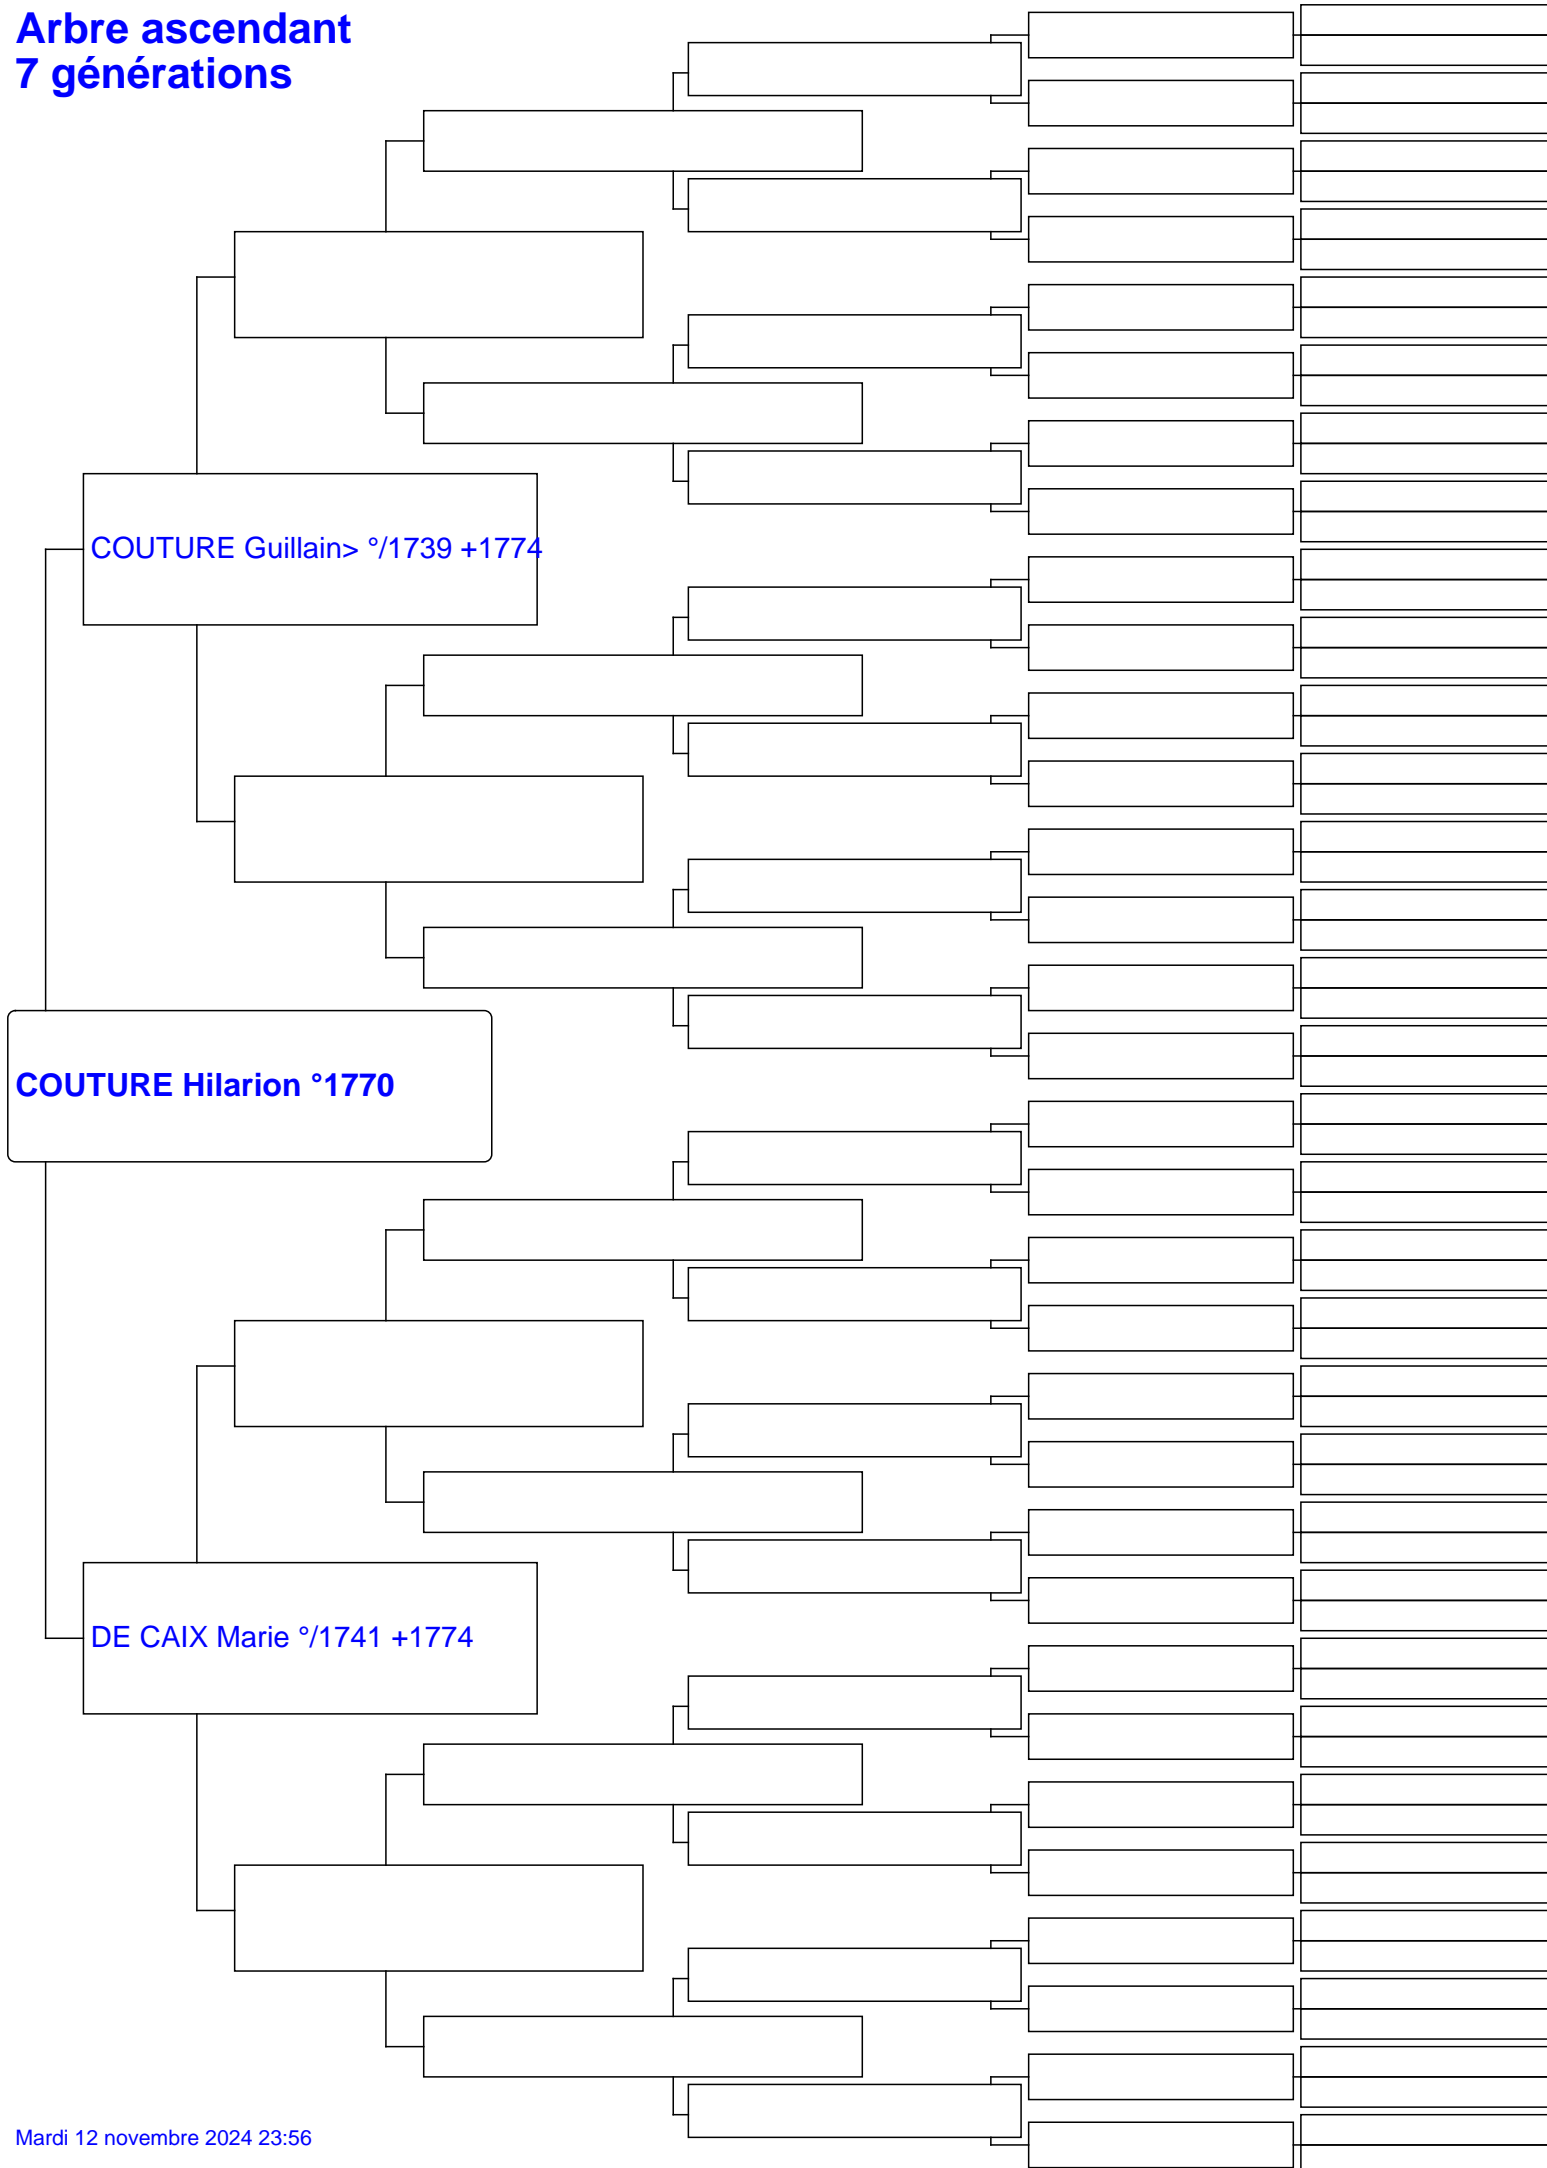 Arbre ascendant
7 générations
COUTURE Guillain> °/1739 +1774
COUTURE Hilarion °1770
DE CAIX Marie °/1741 +1774
Mardi 12 novembre 2024 23:56